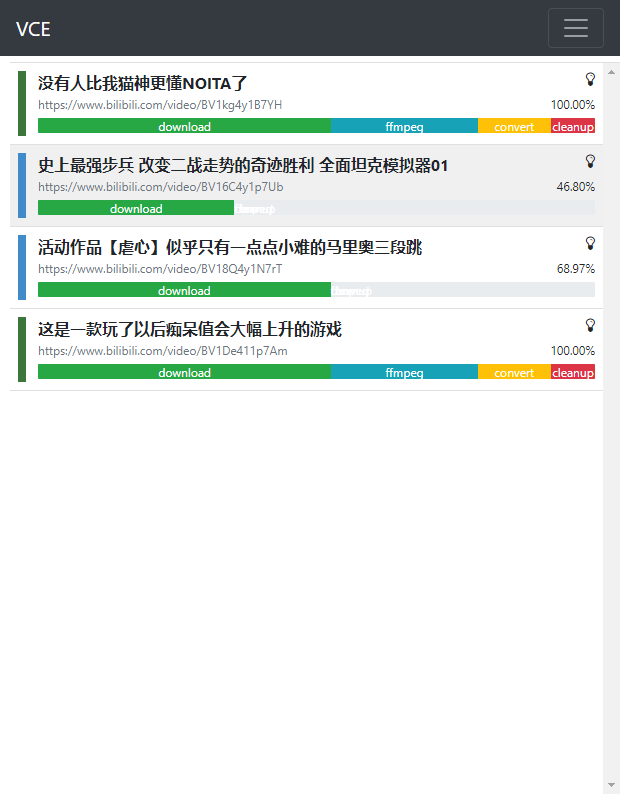 VCE
没有人比我猫神更懂NOITA了
https://www.bilibili.com/video/BV1kg4y1B7YH
100.00%
download ffmpeg convert cleanup
史上最强步兵 改变二战走势的奇迹胜利 全面坦克模拟器01
https://www.bilibili.com/video/BV16C4y1p7Ub
46.80%
download
活动作品【虐心】似乎只有一点点小难的马里奥三段跳
https://www.bilibili.com/video/BV18Q4y1N7rT
68.97%
download
这是一款玩了以后痴呆值会大幅上升的游戏
https://www.bilibili.com/video/BV1De411p7Am
100.00%
download ffmpeg convert cleanup